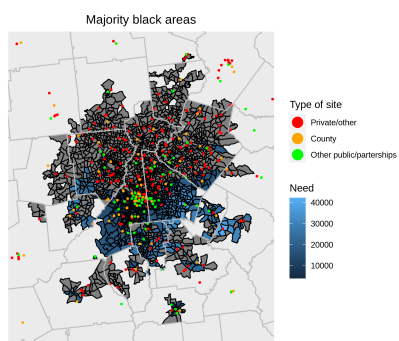 Majority black areas
Type of site
Private/other
County
Other public/parterships
Need
40000
30000
20000
10000